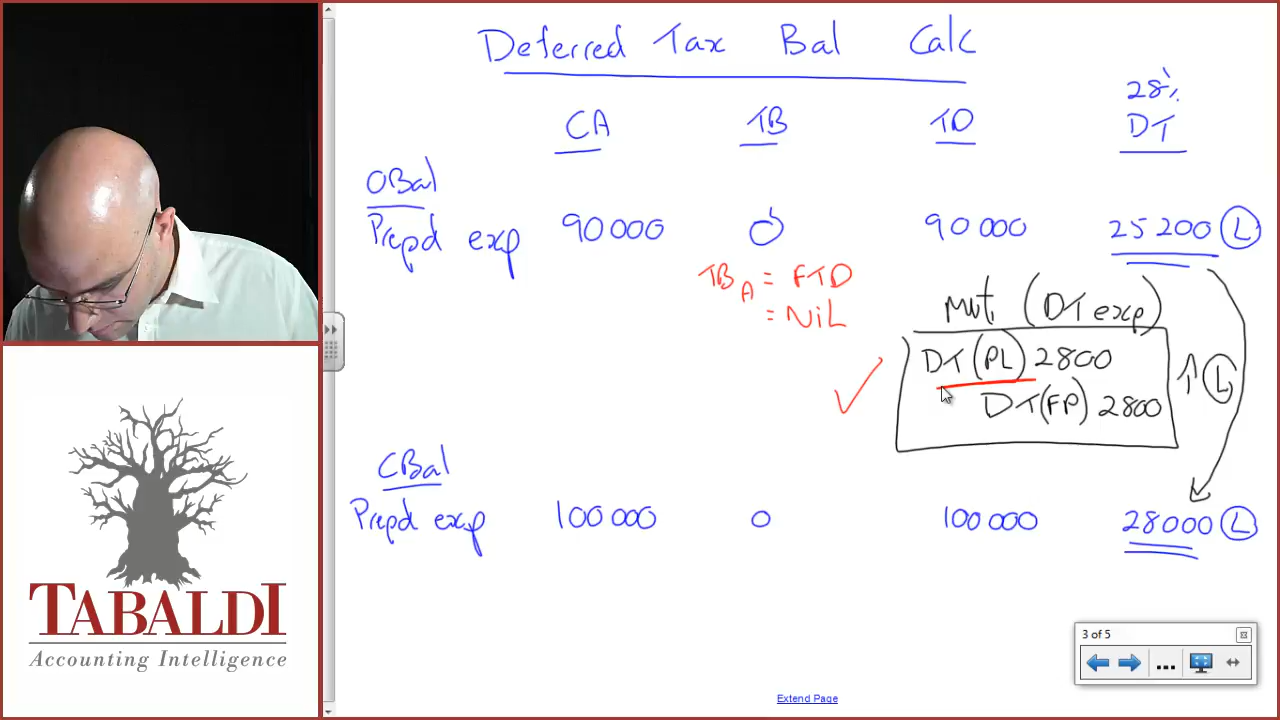 Deferred Tax Bal Calc
28%
CA TB TD DT
OBal
Prepd exp 90 000 0 90 000 25 200 L
TB A = FTD
= NiL
Mvt (DT exp)
DT (PL) 2800
DT (FP) 2800
↑ L
CBal
Prepd exp 100 000 0 100 000 28 000 L
TABALDI
Accounting Intelligence
3 of 5
...
Extend Page